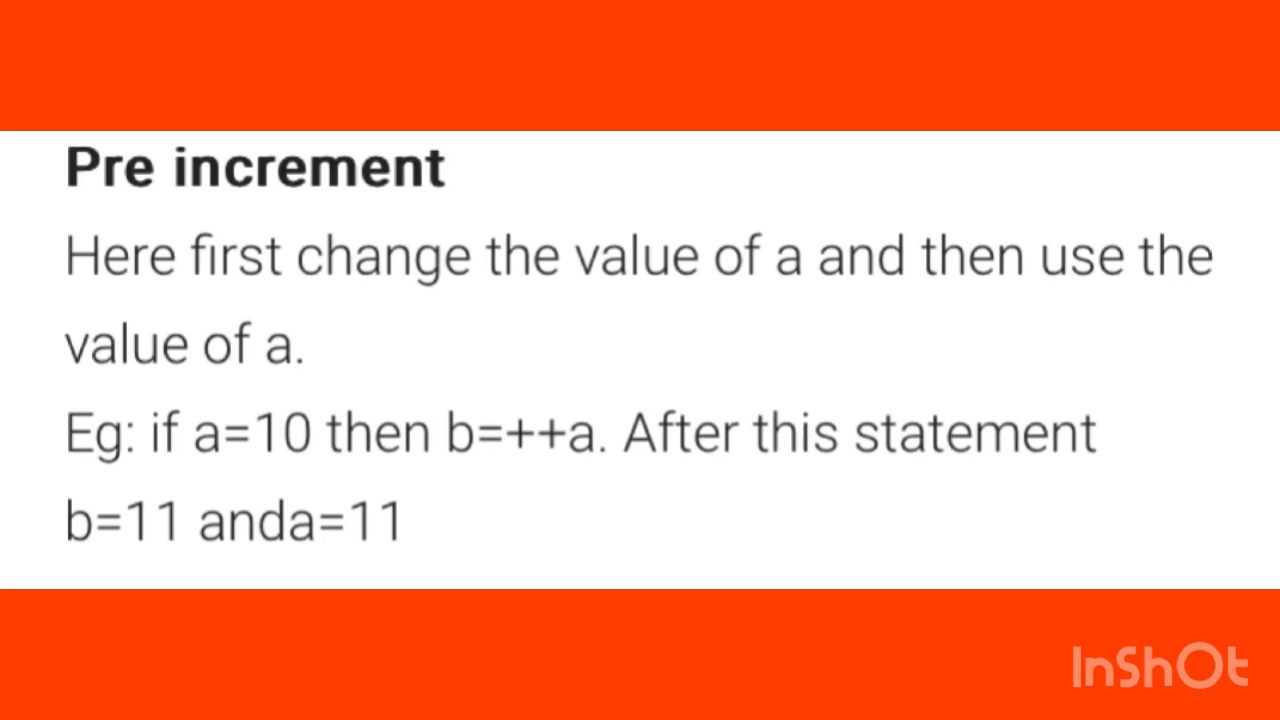 Pre increment
Here first change the value of a and then use the
value of a.
Eg: if a=10 then b=++a. After this statement
b=11 anda=11
InShOt